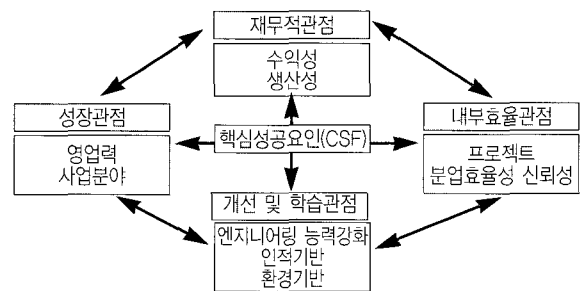 재무적관점
수익성
생산성
성장관점
영업력
사업분야
핵심성공요인(CSF)
내부효율관점
프로젝트
분업효율성 신뢰성
개선 및 학습관점
엔지니어링 능력강화
인적기반
환경기반